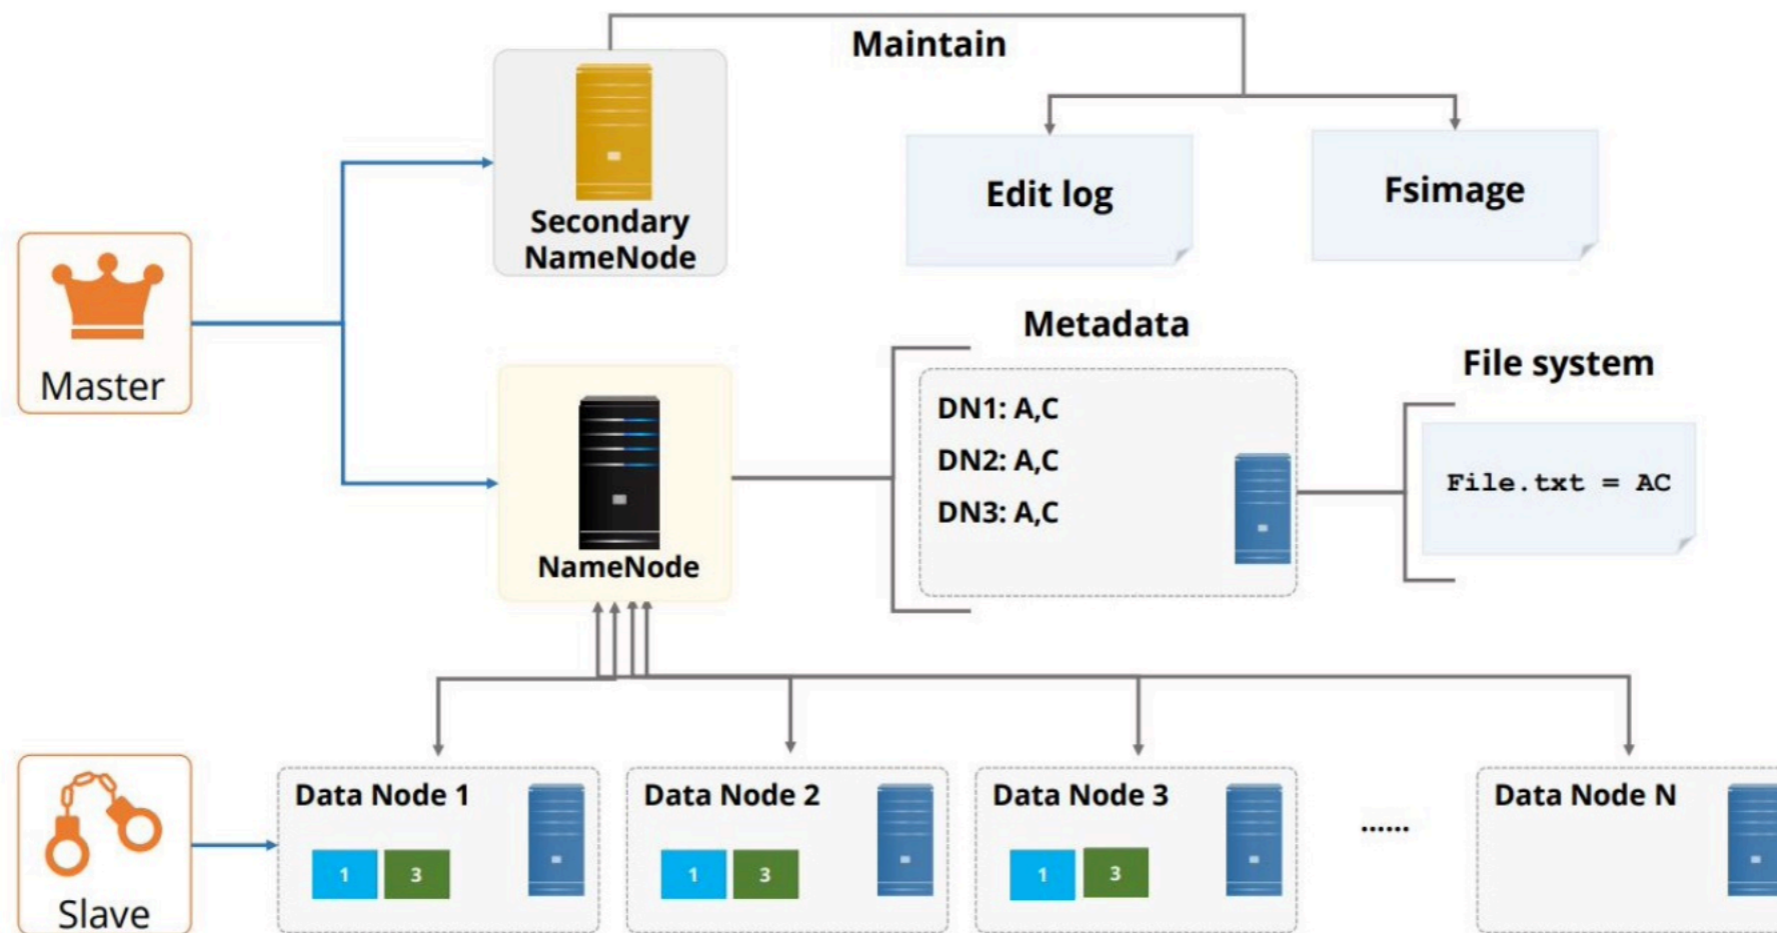 Maintain
Secondary
NameNode
Edit log
Fsimage
Master
Metadata
File system
DN1: A,C
DN2: A,C
DN3: A,C
File.txt = AC
NameNode
Data Node 1
Data Node 2
Data Node 3
......
Data Node N
1 3
1 3
1 3
Slave